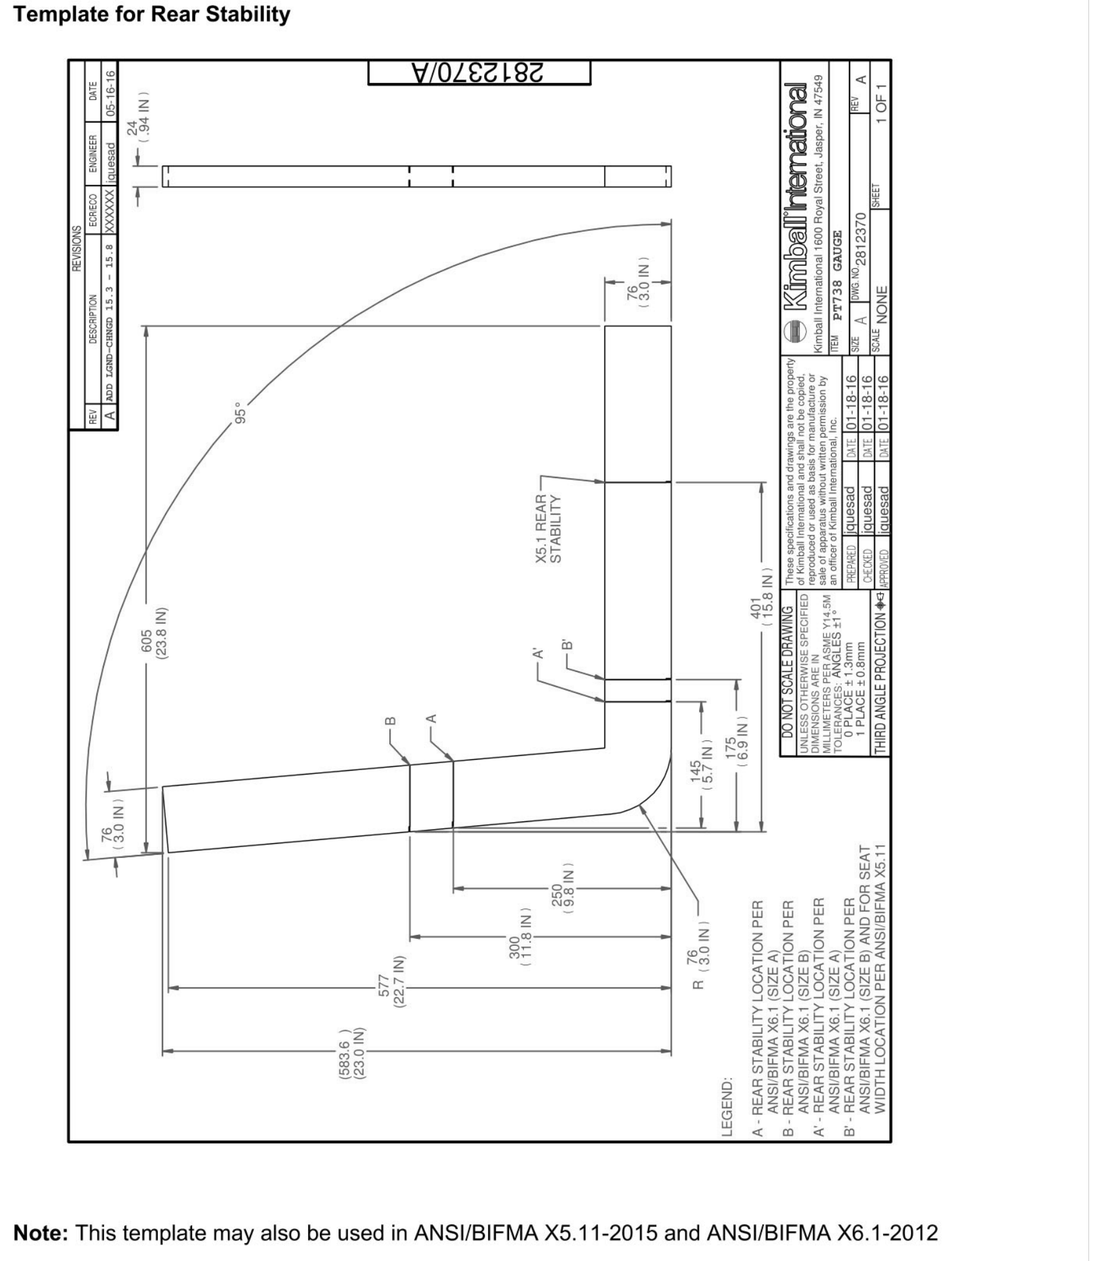 Template for Rear Stability
2812370/A
REVISIONS
REV DESCRIPTION ECR/ECO ENGINEER DATE
A ADD LGND-CHNGD 15.3 - 15.8 XXXXXX jquesad 05-16-16
24
( .94 IN )
95°
76
( 3.0 IN )
605
(23.8 IN)
X5.1 REAR
STABILITY
A'
B'
B
A
76
( 3.0 IN )
401
( 15.8 IN )
175
( 6.9 IN )
145
( 5.7 IN )
250
( 9.8 IN )
300
( 11.8 IN )
577
(22.7 IN)
(583.6 )
(23.0 IN)
R 76
( 3.0 IN )
LEGEND:
A - REAR STABILITY LOCATION PER
ANSI/BIFMA X6.1 (SIZE A)
B - REAR STABILITY LOCATION PER
ANSI/BIFMA X6.1 (SIZE B)
A' - REAR STABILITY LOCATION PER
ANSI/BIFMA X6.1 (SIZE A)
B' - REAR STABILITY LOCATION PER
ANSI/BIFMA X6.1 (SIZE B) AND FOR SEAT
WIDTH LOCATION PER ANSI/BIFMA X5.11
DO NOT SCALE DRAWING
UNLESS OTHERWISE SPECIFIED
DIMENSIONS ARE IN
MILLIMETERS PER ASME Y14.5M
TOLERANCES: ANGLES ±1°
0 PLACE ± 1.3mm
1 PLACE ± 0.8mm
THIRD ANGLE PROJECTION
These specifications and drawings are the property
of Kimball International and shall not be copied,
reproduced or used as basis for manufacture or
sale of apparatus without written permission by
an officer of Kimball International, Inc.
PREPARED jquesad DATE 01-18-16
CHECKED jquesad DATE 01-18-16
APPROVED jquesad DATE 01-18-16
Kimball International
Kimball International 1600 Royal Street, Jasper, IN 47549
ITEM PT738 GAUGE
SIZE A DWG. NO. 2812370 REV A
SCALE NONE SHEET 1 OF 1
Note: This template may also be used in ANSI/BIFMA X5.11-2015 and ANSI/BIFMA X6.1-2012